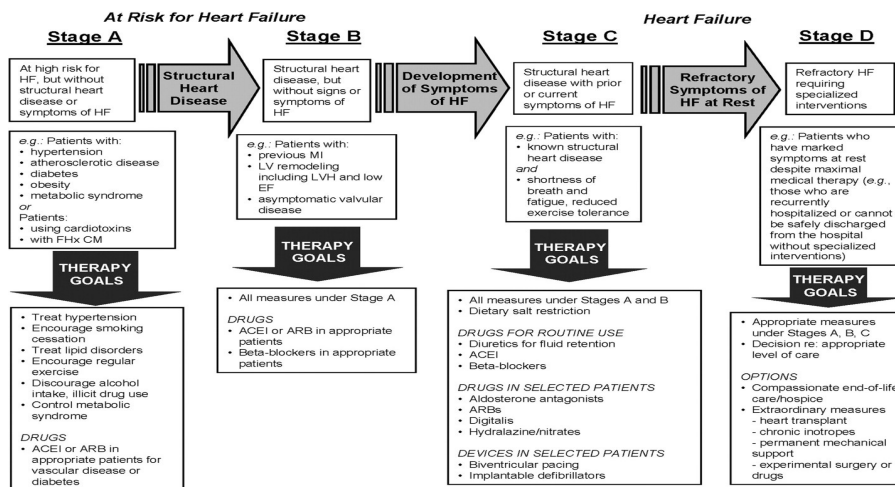 At Risk for Heart Failure
Heart Failure
Stage A
Stage B
Stage C
Stage D
At high risk for
HF, but without
structural heart
disease or
symptoms of HF
Structural
Heart
Disease
Structural heart
disease, but
without signs or
symptoms of
HF
Development
of Symptoms
of HF
Structural heart
disease with prior
or current
symptoms of HF
Refractory
Symptoms of
HF at Rest
Refractory HF
requiring
specialized
interventions
e.g.: Patients with:
• hypertension
• atherosclerotic disease
• diabetes
• obesity
• metabolic syndrome
or
Patients:
• using cardiotoxins
• with FHx CM
e.g.: Patients with:
• previous MI
• LV remodeling
including LVH and low
EF
• asymptomatic valvular
disease
e.g.: Patients with:
• known structural
heart disease
and
• shortness of
breath and
fatigue, reduced
exercise tolerance
e.g.: Patients who
have marked
symptoms at rest
despite maximal
medical therapy (e.g.,
those who are
recurrently
hospitalized or cannot
be safely discharged
from the hospital
without specialized
interventions)
THERAPY
GOALS
THERAPY
GOALS
THERAPY
GOALS
THERAPY
GOALS
• Treat hypertension
• Encourage smoking
cessation
• Treat lipid disorders
• Encourage regular
exercise
• Discourage alcohol
intake, illicit drug use
• Control metabolic
syndrome
DRUGS
• ACEI or ARB in
appropriate patients for
vascular disease or
diabetes
• All measures under Stage A
DRUGS
• ACEI or ARB in appropriate
patients
• Beta-blockers in appropriate
patients
• All measures under Stages A and B
• Dietary salt restriction
DRUGS FOR ROUTINE USE
• Diuretics for fluid retention
• ACEI
• Beta-blockers
DRUGS IN SELECTED PATIENTS
• Aldosterone antagonists
• ARBs
• Digitalis
• Hydralazine/nitrates
DEVICES IN SELECTED PATIENTS
• Biventricular pacing
• Implantable defibrillators
• Appropriate measures
under Stages A, B, C
• Decision re: appropriate
level of care
OPTIONS
• Compassionate end-of-life
care/hospice
• Extraordinary measures
- heart transplant
- chronic inotropes
- permanent mechanical
support
- experimental surgery or
drugs